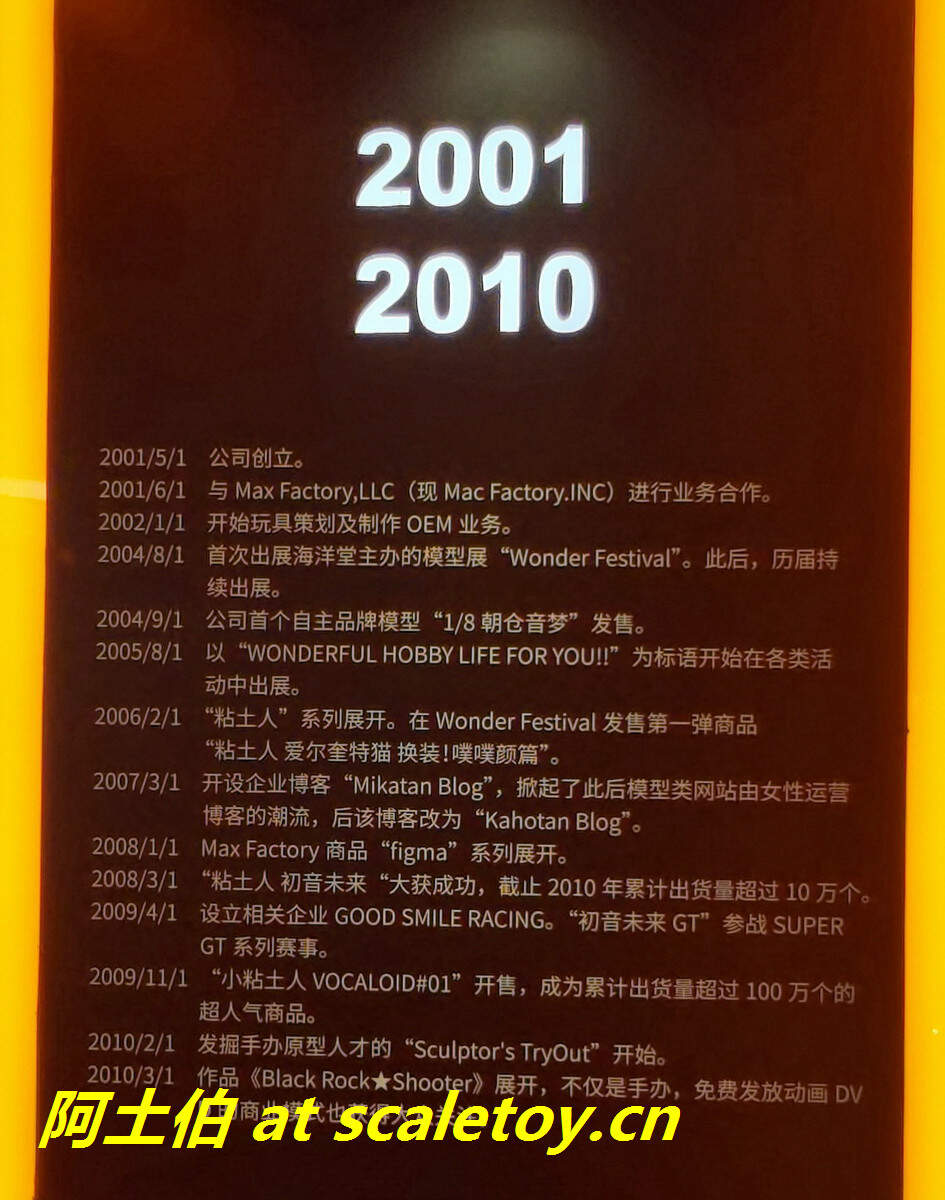 2001
2010
2001/5/1 公司创立。
2001/6/1 与 Max Factory,LLC（现 Mac Factory.INC）进行业务合作。
2002/1/1 开始玩具策划及制作 OEM 业务。
2004/8/1 首次出展海洋堂主办的模型展“Wonder Festival”。此后，历届持
续出展。
2004/9/1 公司首个自主品牌模型“1/8 朝仓音梦”发售。
2005/8/1 以“WONDERFUL HOBBY LIFE FOR YOU!!”为标语开始在各类活
动中出展。
2006/2/1 “粘土人”系列展开。在 Wonder Festival 发售第一弹商品
“粘土人 爱尔奎特猫 换装!噗噗颜篇”。
2007/3/1 开设企业博客“Mikatan Blog”，掀起了此后模型类网站由女性运营
博客的潮流，后该博客改为“Kahotan Blog”。
2008/1/1 Max Factory 商品“figma”系列展开。
2008/3/1 “粘土人 初音未来“大获成功，截止 2010 年累计出货量超过 10 万个。
2009/4/1 设立相关企业 GOOD SMILE RACING。“初音未来 GT”参战 SUPER
GT 系列赛事。
2009/11/1 “小粘土人 VOCALOID#01”开售，成为累计出货量超过 100 万个的
超人气商品。
2010/2/1 发掘手办原型人才的“Sculptor's TryOut”开始。
2010/3/1 作品《Black Rock★Shooter》展开，不仅是手办，免费发放动画 DV
的商业模式也获得
阿土伯 at scaletoy.cn